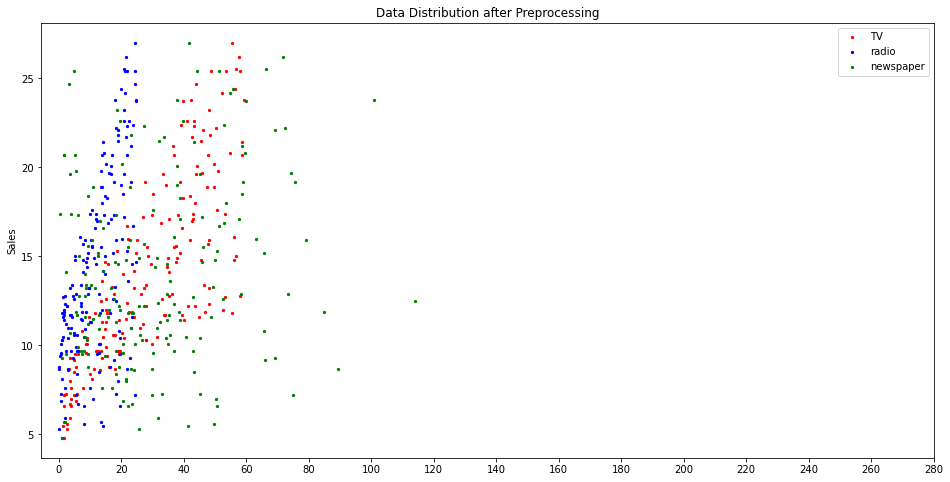 Data Distribution after Preprocessing
TV
radio
newspaper
Sales
25
20
15
10
5
0 20 40 60 80 100 120 140 160 180 200 220 240 260 280